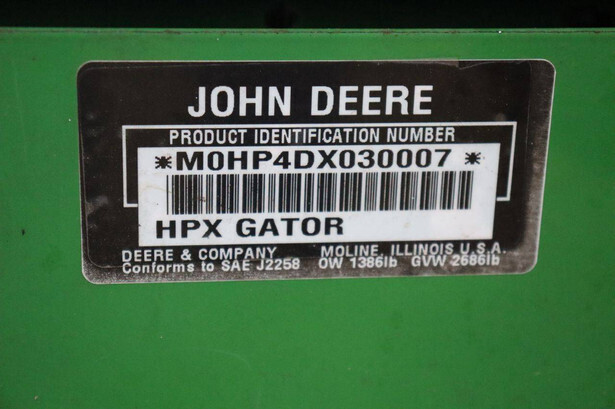 JOHN DEERE
PRODUCT IDENTIFICATION NUMBER
*M0HP4DX030007*
HPX GATOR
DEERE & COMPANY MOLINE, ILLINOIS U.S.A.
Conforms to SAE J2258 OW 1386lb GVW 2686lb